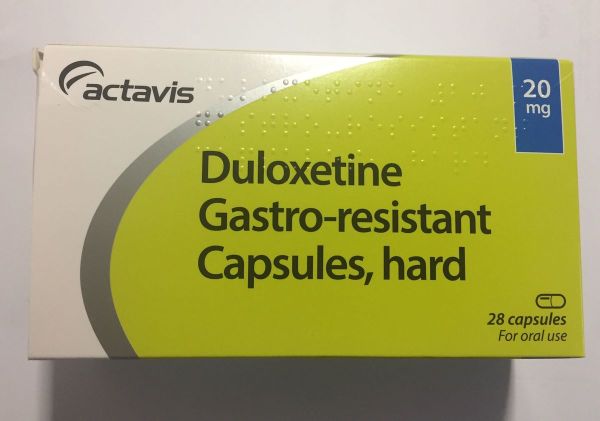 actavis
20
mg
Duloxetine
Gastro-resistant
Capsules, hard
28 capsules
For oral use